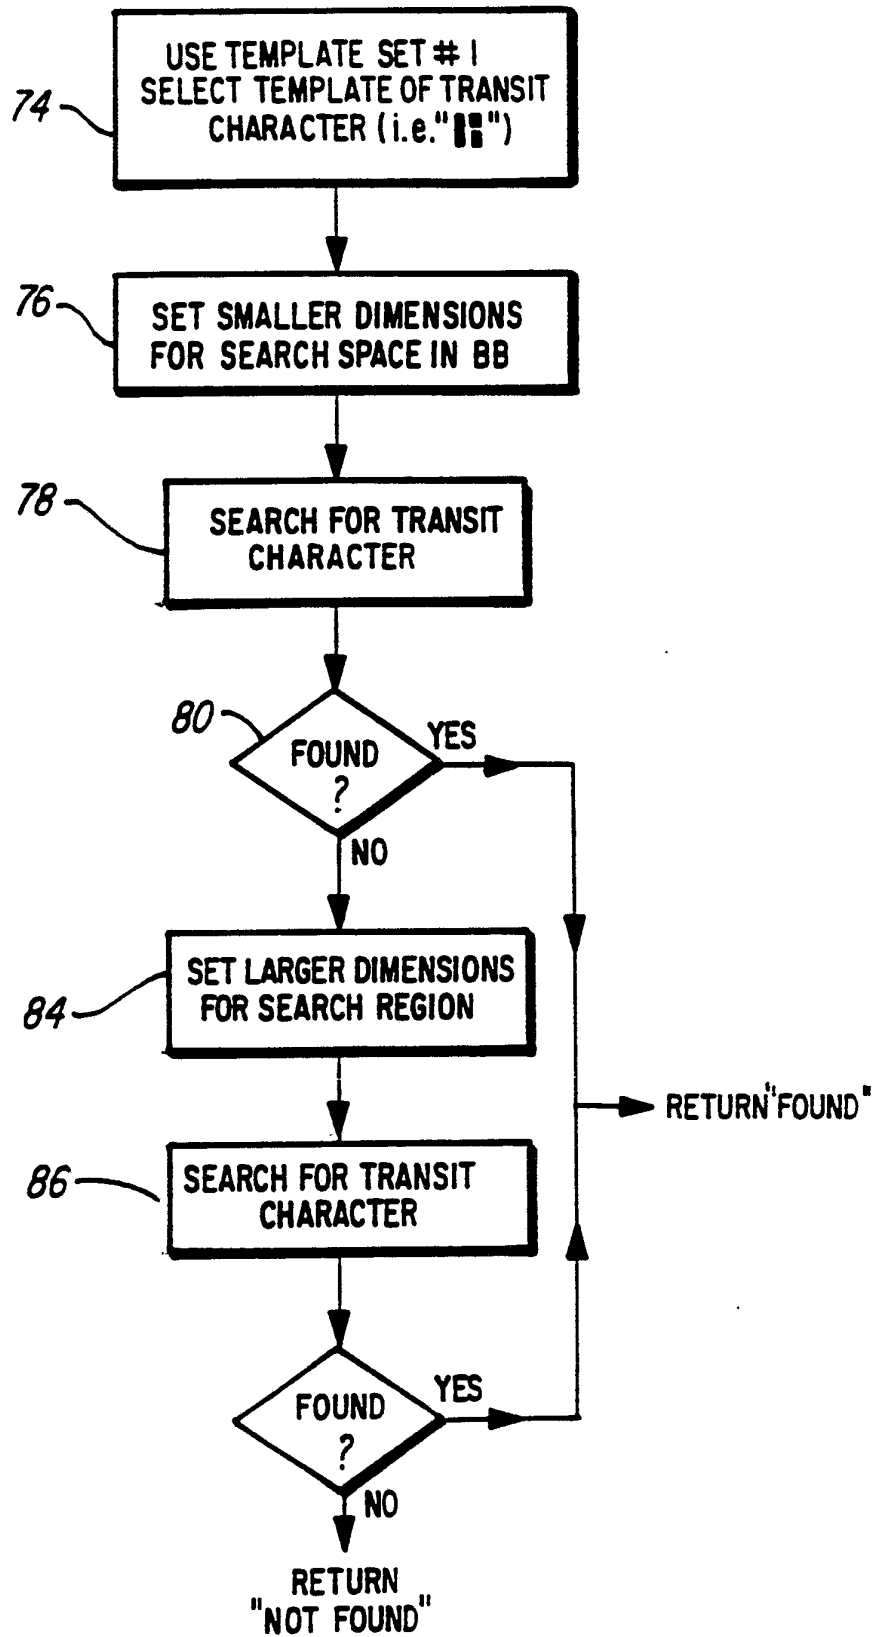 USE TEMPLATE SET # 1
74
SELECT TEMPLATE OF TRANSIT
CHARACTER (i.e. "⑆")
76
SET SMALLER DIMENSIONS
FOR SEARCH SPACE IN BB
78
SEARCH FOR TRANSIT
CHARACTER
80
YES
FOUND
?
NO
SET LARGER DIMENSIONS
FOR SEARCH REGION
84
RETURN "FOUND"
86
SEARCH FOR TRANSIT
CHARACTER
YES
FOUND
?
NO
RETURN
"NOT FOUND"